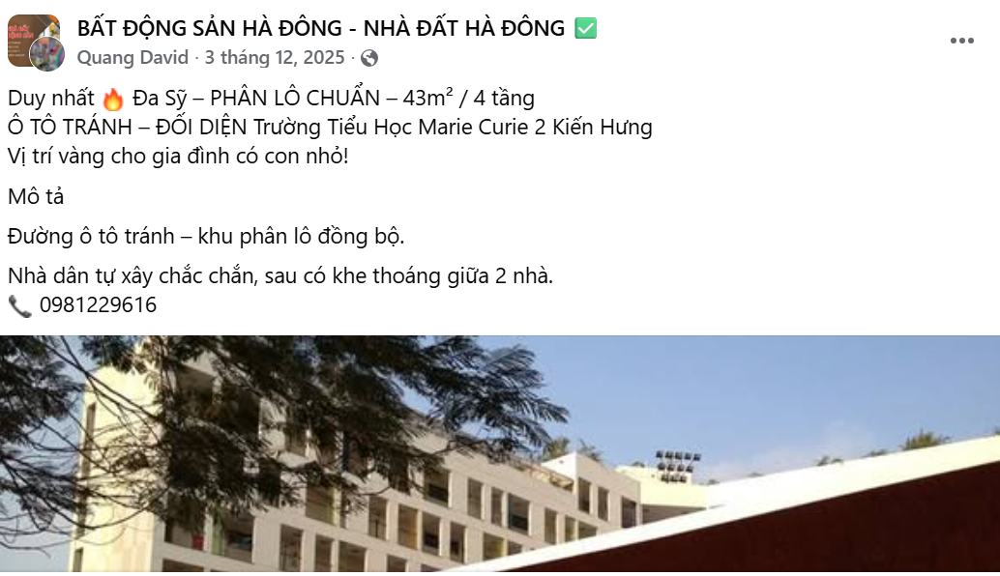 BẤT ĐỘNG SẢN HÀ ĐÔNG - NHÀ ĐẤT HÀ ĐÔNG ✅
Quang David · 3 tháng 12, 2025 ·
Duy nhất 🔥 Đa Sỹ – PHÂN LÔ CHUẨN – 43m² / 4 tầng
Ô TÔ TRÁNH – ĐỐI DIỆN Trường Tiểu Học Marie Curie 2 Kiến Hưng
Vị trí vàng cho gia đình có con nhỏ!
Mô tả
Đường ô tô tránh – khu phân lô đồng bộ.
Nhà dân tự xây chắc chắn, sau có khe thoáng giữa 2 nhà.
📞 0981229616